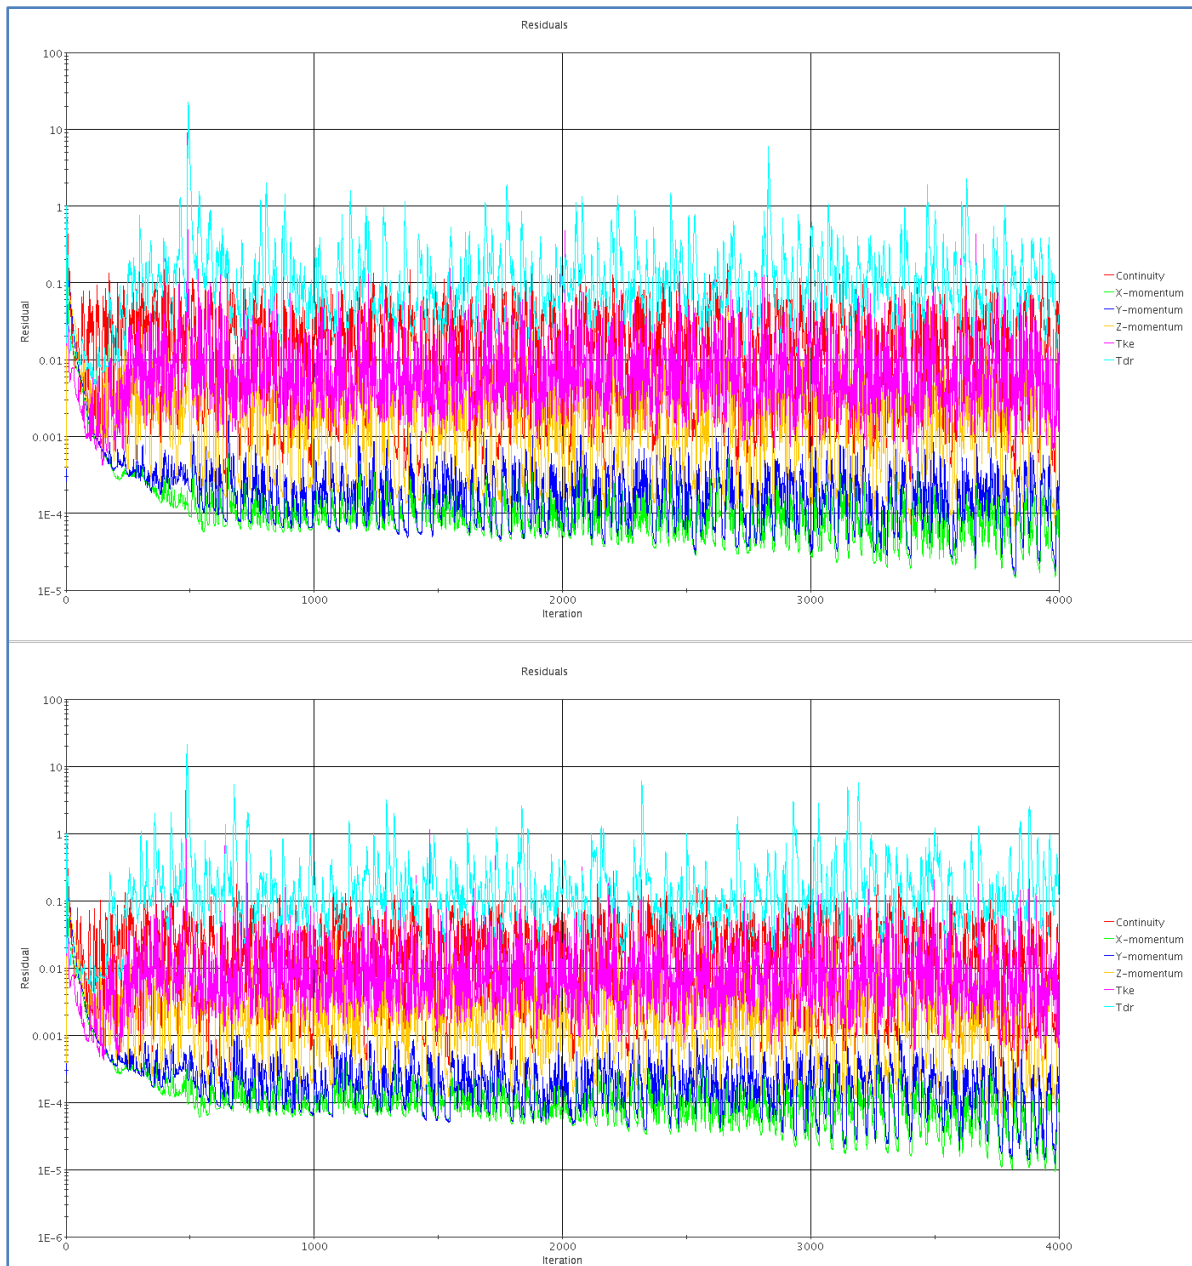 Residuals
100
10
1
0.1
0.01
0.001
1E-4
1E-5
Residual
0
1000
2000
3000
4000
Iteration
Continuity
X-momentum
Y-momentum
Z-momentum
Tke
Tdr
Residuals
100
10
1
0.1
0.01
0.001
1E-4
1E-5
1E-6
Residual
0
1000
2000
3000
4000
Iteration
Continuity
X-momentum
Y-momentum
Z-momentum
Tke
Tdr